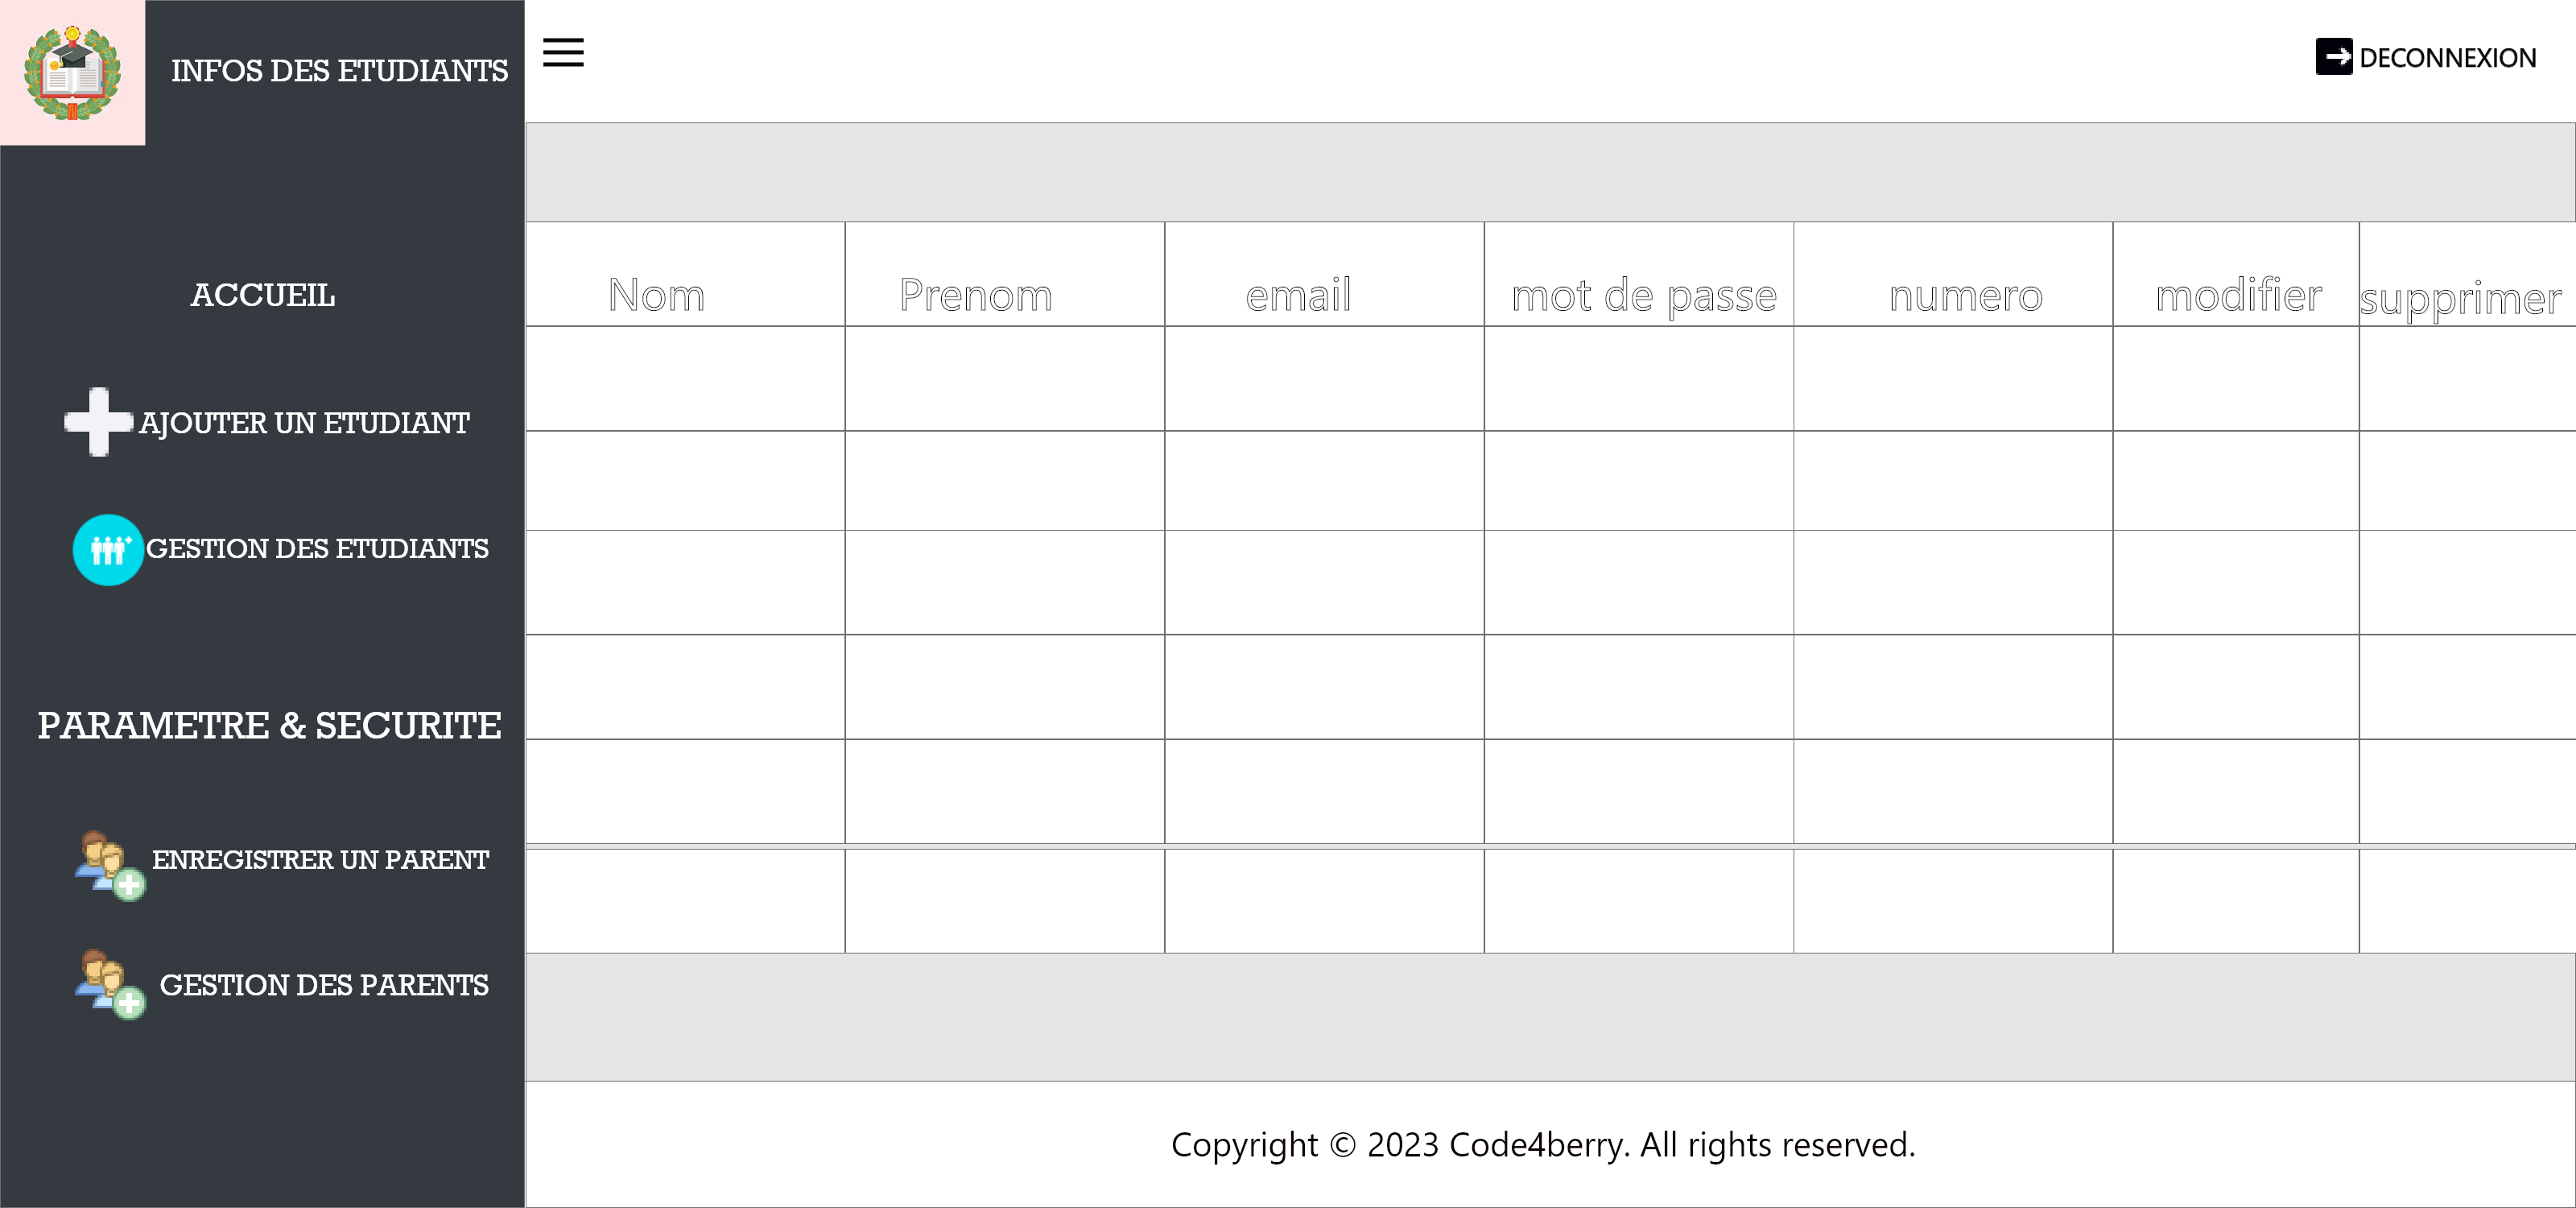 INFOS DES ETUDIANTS
DECONNEXION
ACCUEIL
AJOUTER UN ETUDIANT
GESTION DES ETUDIANTS
PARAMETRE & SECURITE
ENREGISTRER UN PARENT
GESTION DES PARENTS
Nom Prenom email mot de passe numero modifier supprimer
Copyright © 2023 Code4berry. All rights reserved.